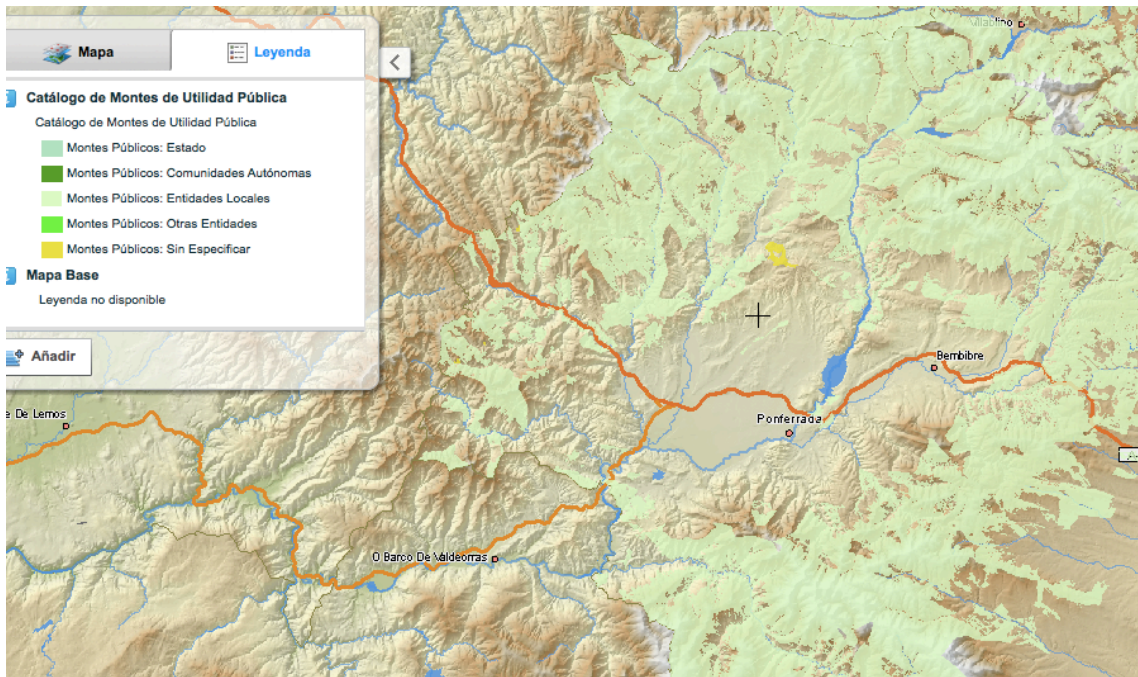 Mapa
Leyenda
Catálogo de Montes de Utilidad Pública
Catálogo de Montes de Utilidad Pública
Montes Públicos: Estado
Montes Públicos: Comunidades Autónomas
Montes Públicos: Entidades Locales
Montes Públicos: Otras Entidades
Montes Públicos: Sin Especificar
Mapa Base
Leyenda no disponible
Añadir
Villablino
Bembibre
e De Lemos
Ponferrada
O Barco De Valdeorras